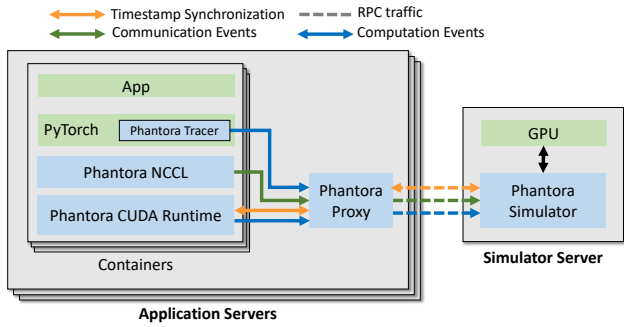 Timestamp Synchronization
RPC traffic
Communication Events
Computation Events
App
PyTorch
Phantora Tracer
Phantora NCCL
Phantora CUDA Runtime
Containers
Application Servers
Phantora
Proxy
GPU
Phantora
Simulator
Simulator Server